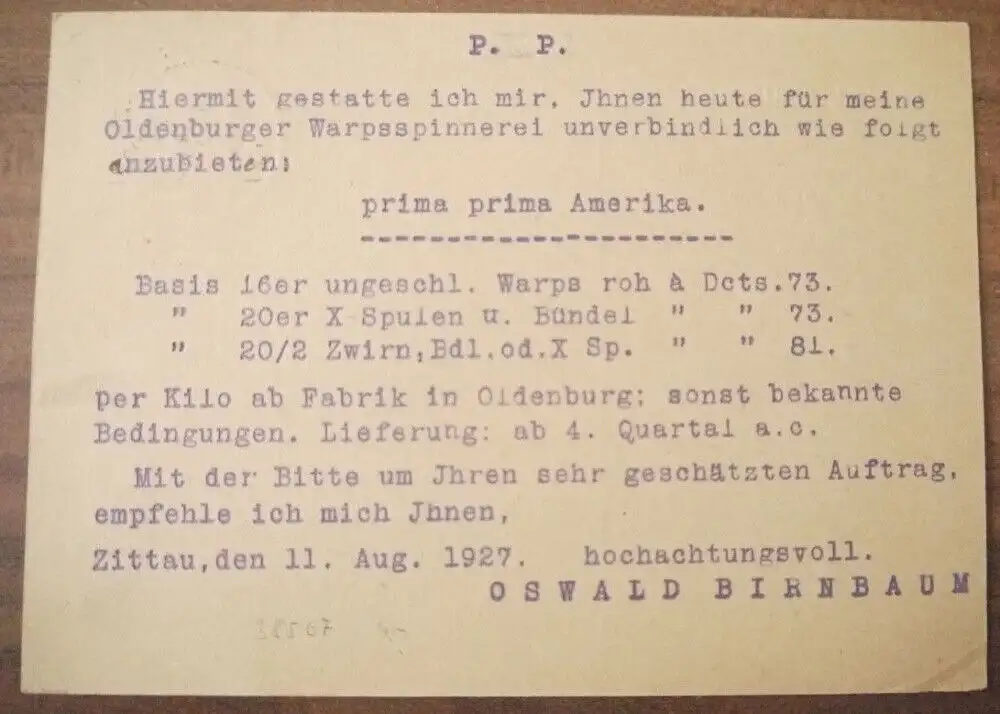 P. P.
Hiermit gestatte ich mir, Jhnen heute für meine
Oldenburger Warpsspinnerei unverbindlich wie folgt
anzubieten:
prima prima Amerika.
-----------------------
Basis 16er ungeschl. Warps roh à Dcts.73.
" 20er X Spulen u. Bündel " " 73.
" 20/2 Zwirn,Bdl.od.X Sp. " " 81.
per Kilo ab Fabrik in Oldenburg; sonst bekannte
Bedingungen. Lieferung: ab 4. Quartal a.c.
Mit der Bitte um Jhren sehr geschätzten Auftrag,
empfehle ich mich Jhnen,
Zittau,den 11. Aug. 1927. hochachtungsvoll.
OSWALD BIRNBAUM